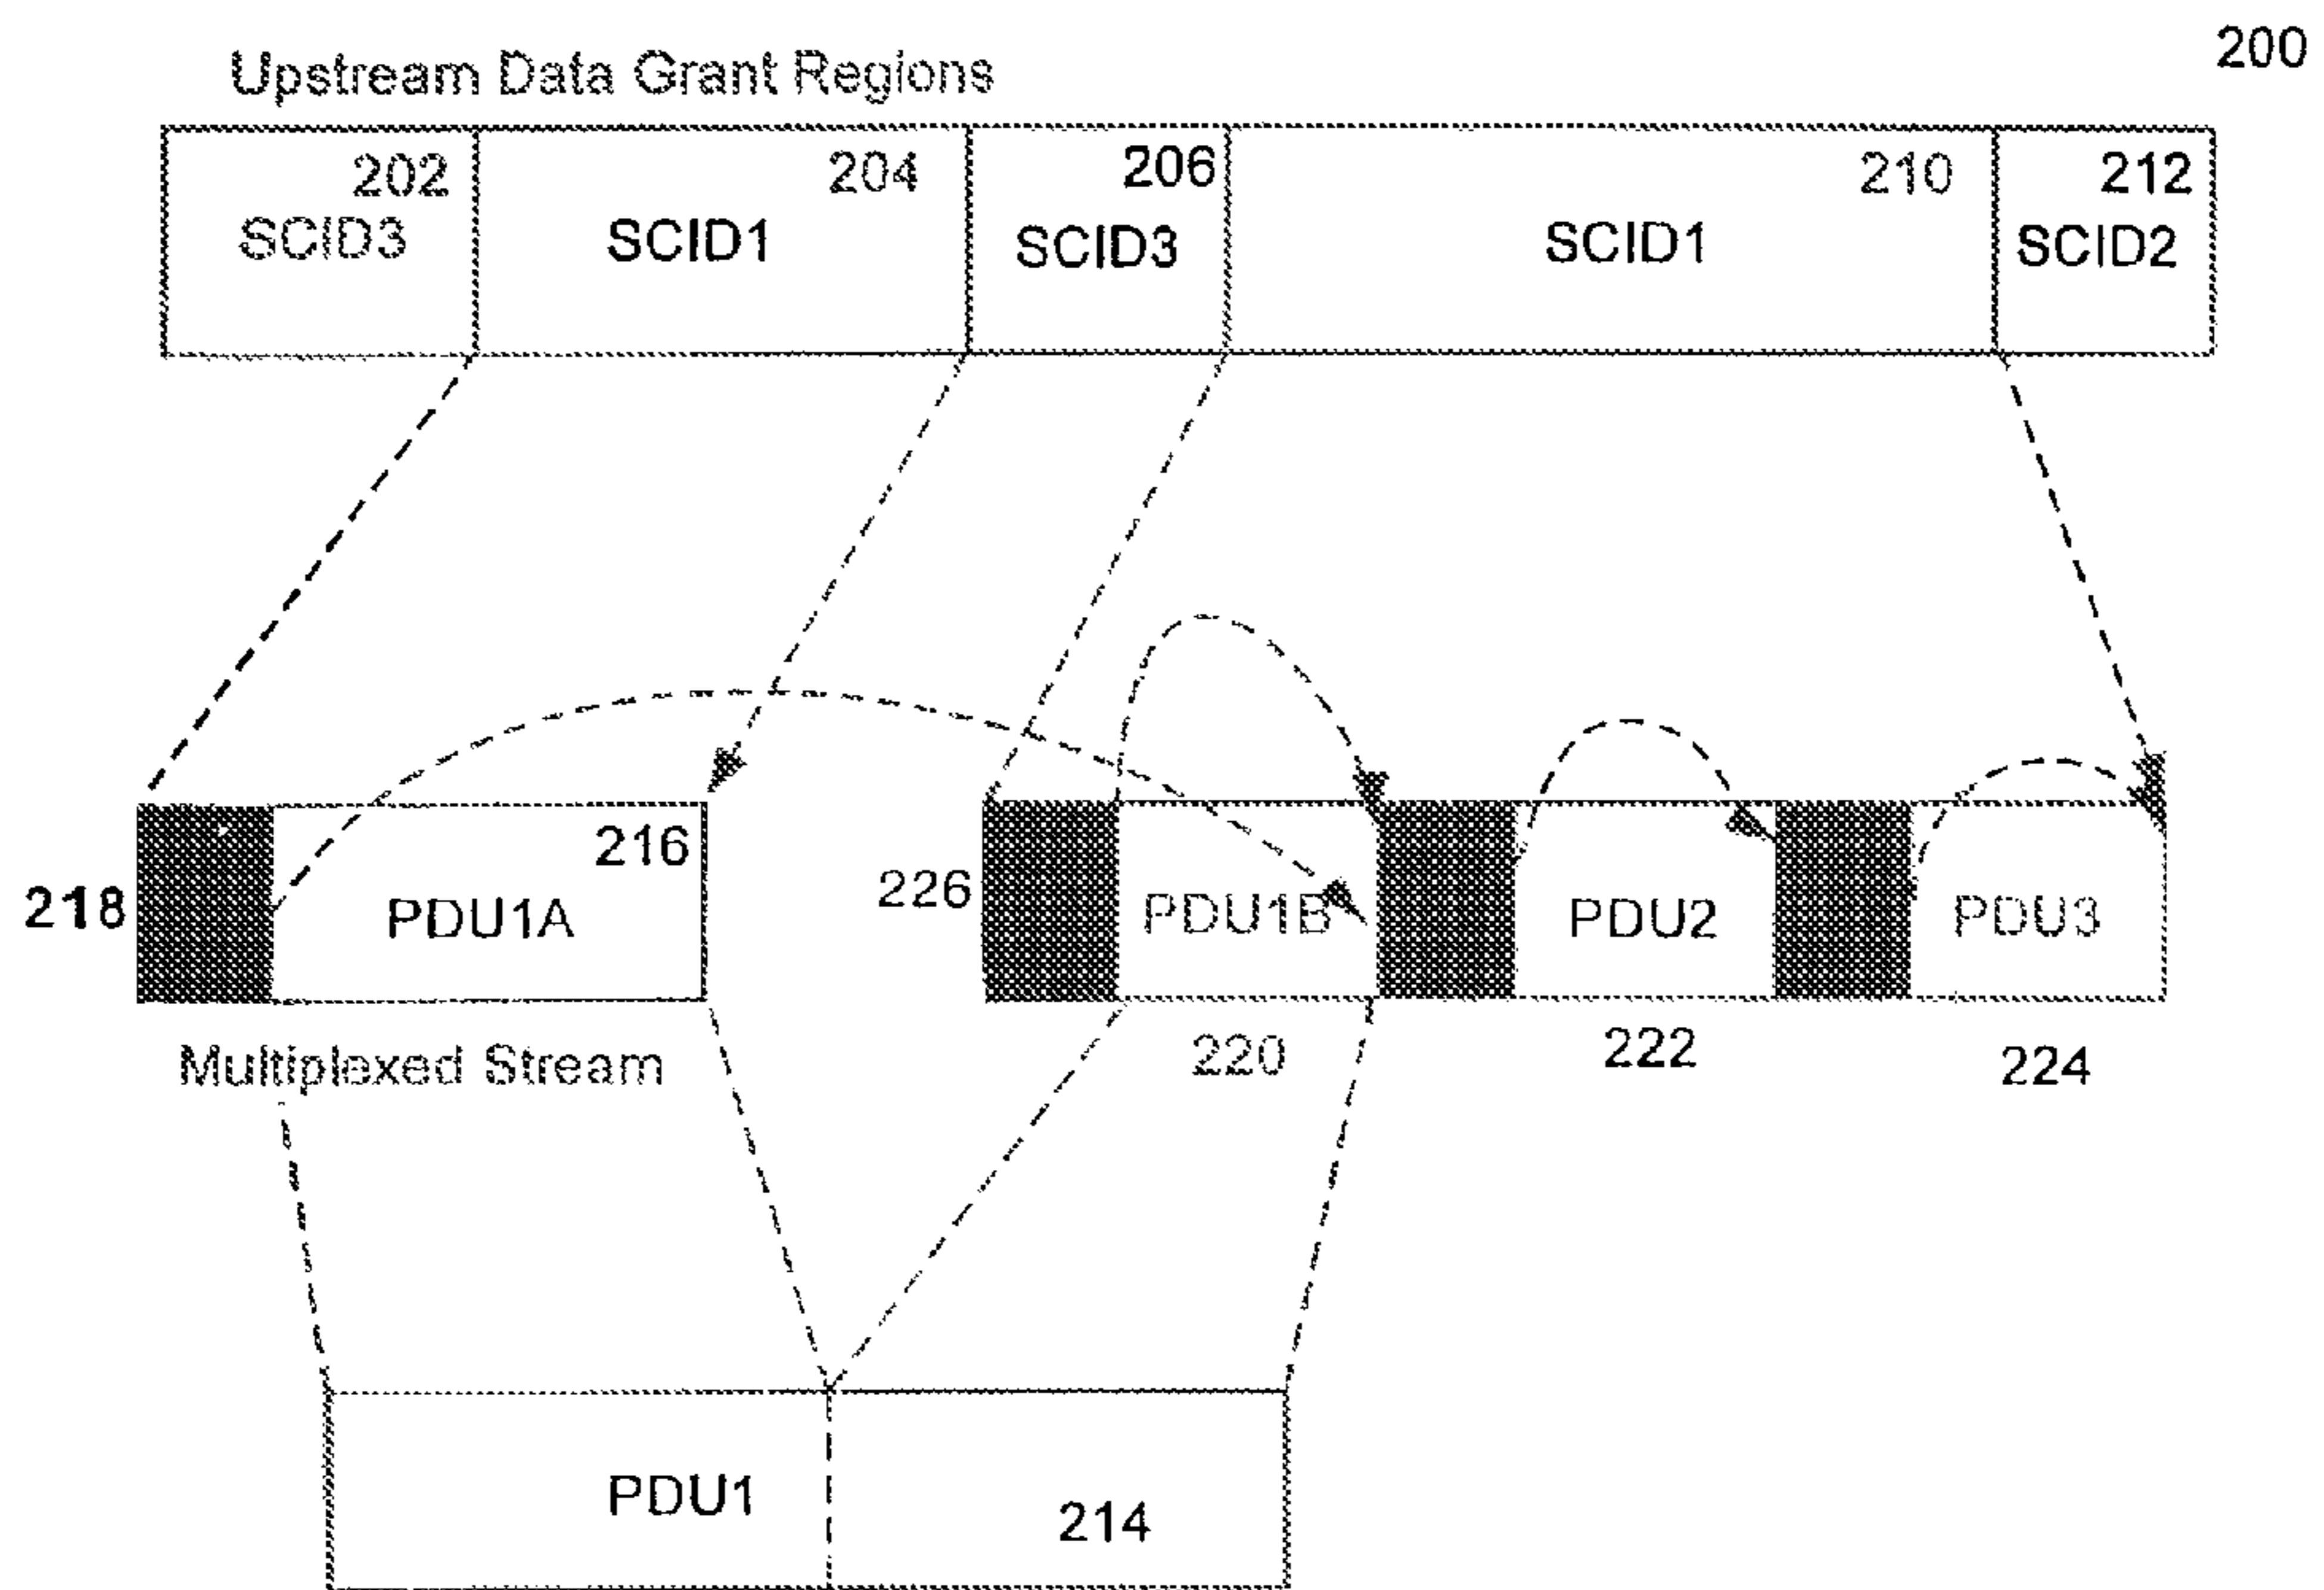 200
Upstream Data Grant Regions
202
204
206
210
212
SCID3
SCID1
SCID3
SCID1
SCID2
216
218
PDU1A
226
PDU1B
PDU2
PDU3
Multiplexed Stream
220
222
224
PDU1
214